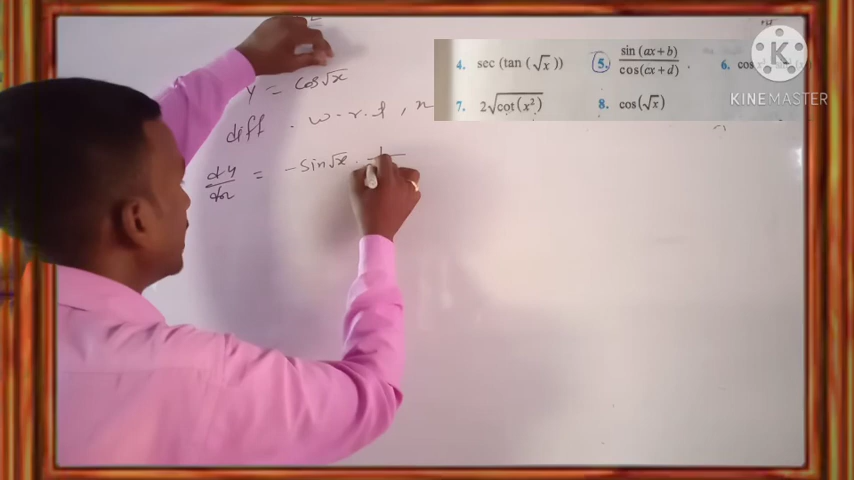 4. sec (tan (√x))
5. sin (ax+b) / cos (cx+d) .
6. cos
7. 2√cot (x²)
8. cos (√x)
KINEMASTER
y = cos√x
diff . w.r.t , x
dy/dx = -sin√x . 1